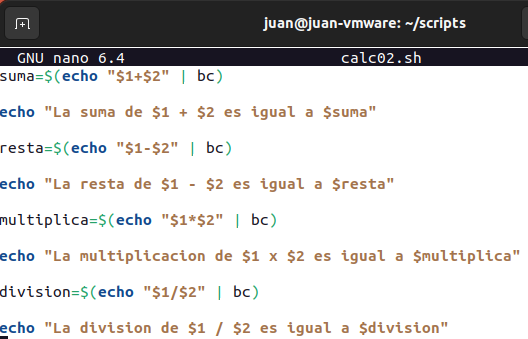 juan@juan-vmware: ~/scripts
GNU nano 6.4 calc02.sh
suma=$(echo "$1+$2" | bc)
echo "La suma de $1 + $2 es igual a $suma"
resta=$(echo "$1-$2" | bc)
echo "La resta de $1 - $2 es igual a $resta"
multiplica=$(echo "$1*$2" | bc)
echo "La multiplicacion de $1 x $2 es igual a $multiplica"
division=$(echo "$1/$2" | bc)
echo "La division de $1 / $2 es igual a $division"